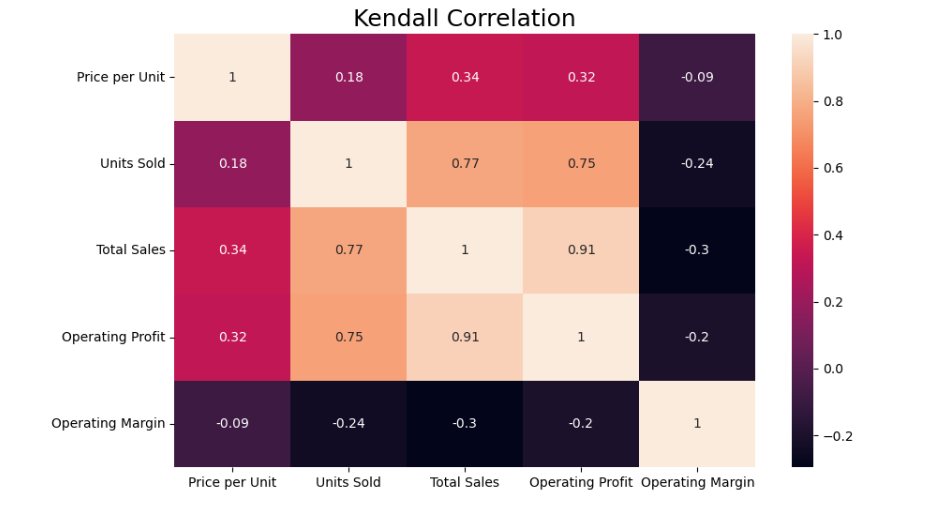 Kendall Correlation
Price per Unit 1 0.18 0.34 0.32 -0.09
Units Sold 0.18 1 0.77 0.75 -0.24
Total Sales 0.34 0.77 1 0.91 -0.3
Operating Profit 0.32 0.75 0.91 1 -0.2
Operating Margin -0.09 -0.24 -0.3 -0.2 1
Price per Unit Units Sold Total Sales Operating Profit Operating Margin
1.0
0.8
0.6
0.4
0.2
0.0
−0.2